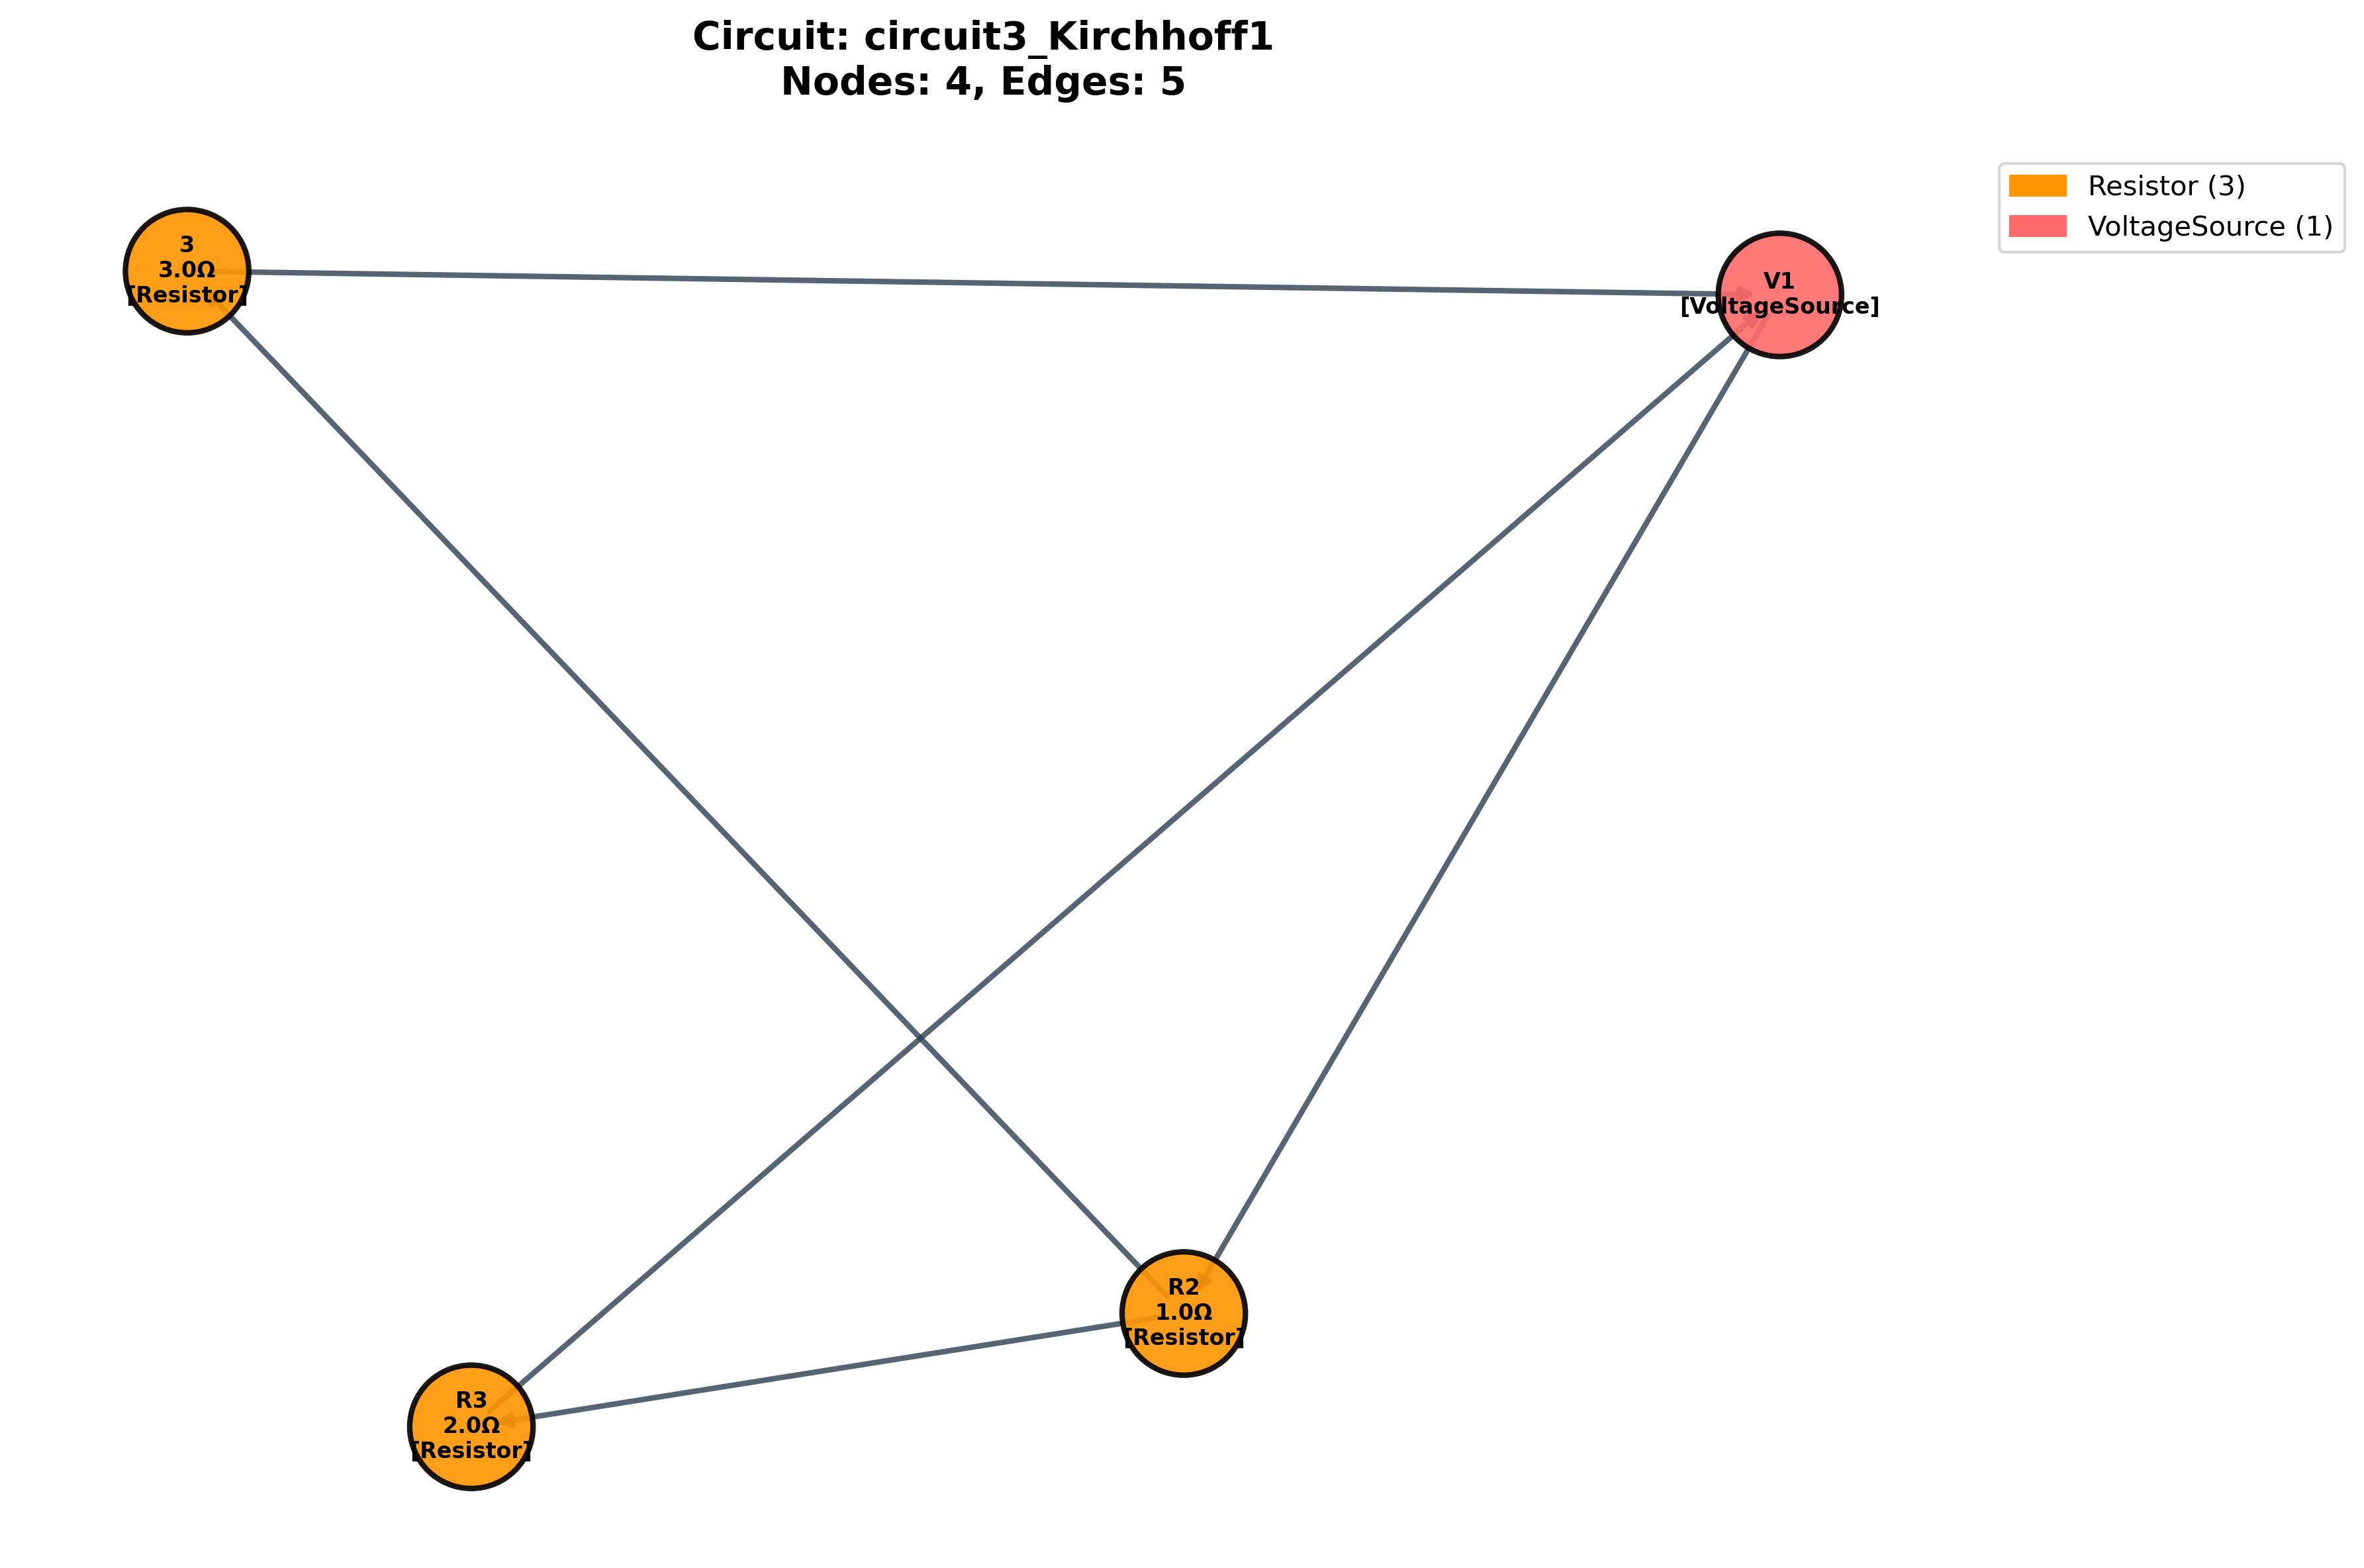 Circuit: circuit3_Kirchhoff1
Nodes: 4, Edges: 5
Resistor (3)
VoltageSource (1)
3
3.0Ω
[Resistor]
V1
[VoltageSource]
R2
1.0Ω
[Resistor]
R3
2.0Ω
[Resistor]